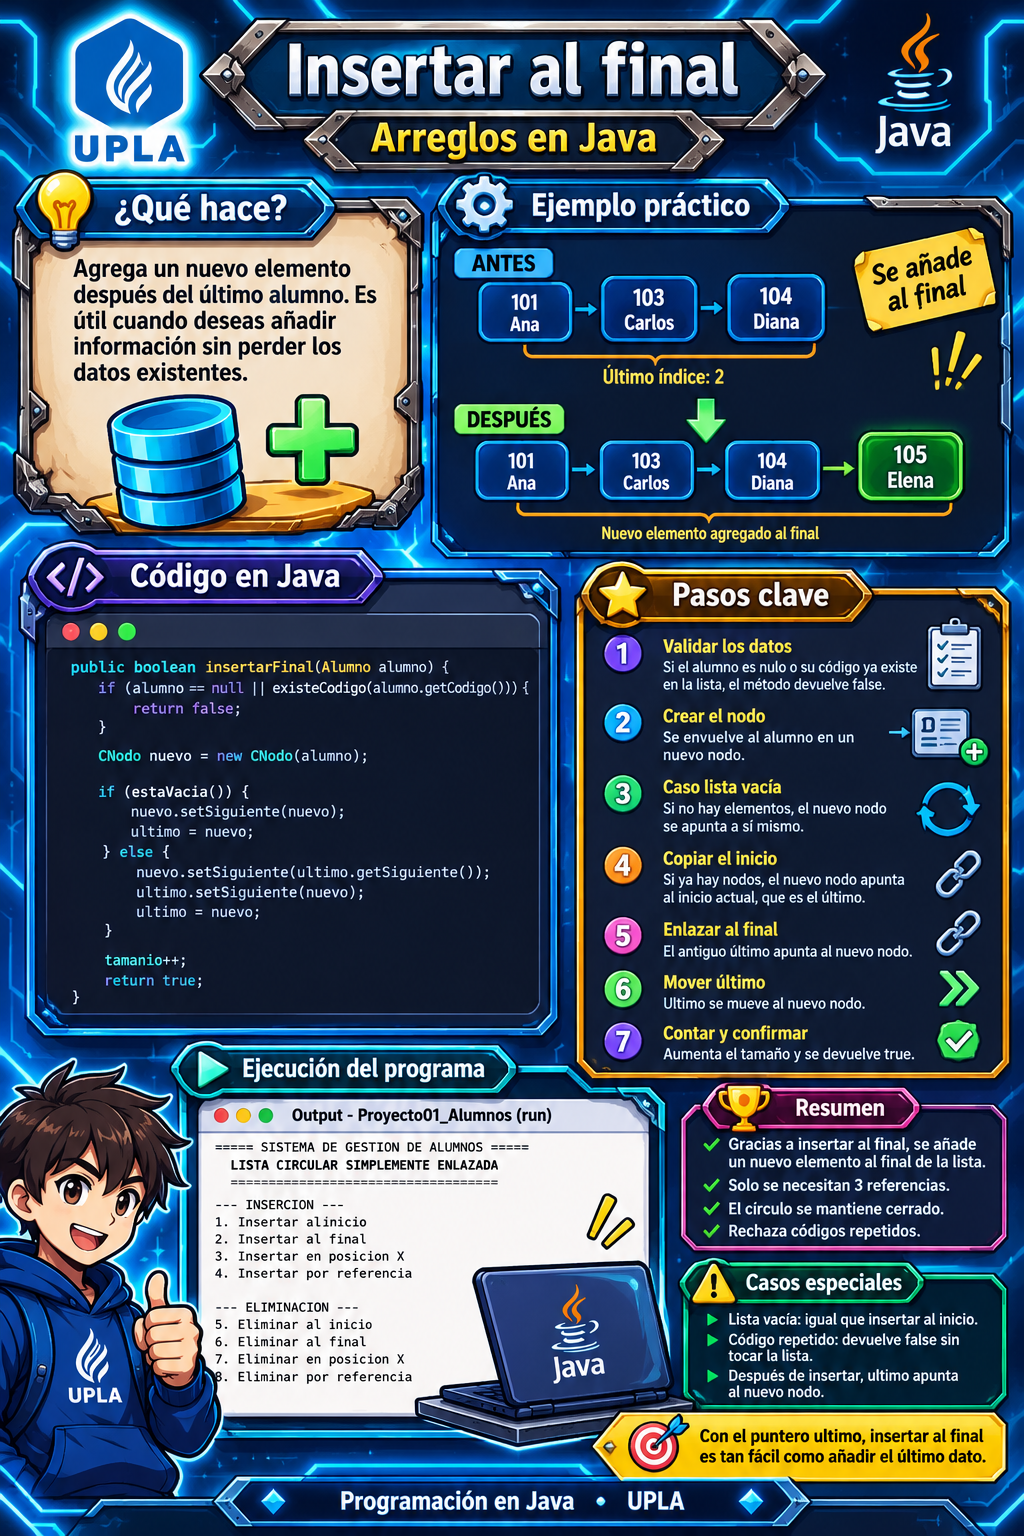 UPLA
Insertar al final
Arreglos en Java
Java
¿Qué hace?
Agrega un nuevo elemento
después del último alumno. Es
útil cuando deseas añadir
información sin perder los
datos existentes.
Ejemplo práctico
ANTES
101
Ana
103
Carlos
104
Diana
Se añade
al final
Último índice: 2
DESPUÉS
101
Ana
103
Carlos
104
Diana
105
Elena
Nuevo elemento agregado al final
</> Código en Java
public boolean insertarFinal(Alumno alumno) {
if (alumno == null || existeCodigo(alumno.getCodigo())) {
return false;
}
CNodo nuevo = new CNodo(alumno);
if (estaVacia()) {
nuevo.setSiguiente(nuevo);
ultimo = nuevo;
} else {
nuevo.setSiguiente(ultimo.getSiguiente());
ultimo.setSiguiente(nuevo);
ultimo = nuevo;
}
tamanio++;
return true;
}
Pasos clave
1 Validar los datos
Si el alumno es nulo o su código ya existe
en la lista, el método devuelve false.
2 Crear el nodo
Se envuelve al alumno en un
nuevo nodo.
3 Caso lista vacía
Si no hay elementos, el nuevo nodo
se apunta a sí mismo.
4 Copiar el inicio
Si ya hay nodos, el nuevo nodo apunta
al inicio actual, que es el último.
5 Enlazar al final
El antiguo último apunta al nuevo nodo.
6 Mover último
Ultimo se mueve al nuevo nodo.
7 Contar y confirmar
Aumenta el tamaño y se devuelve true.
Ejecución del programa
Output - Proyecto01_Alumnos (run)
===== SISTEMA DE GESTION DE ALUMNOS =====
LISTA CIRCULAR SIMPLEMENTE ENLAZADA
==================================
--- INSERCION ---
1. Insertar alinicio
2. Insertar al final
3. Insertar en posicion X
4. Insertar por referencia
--- ELIMINACION ---
5. Eliminar al inicio
6. Eliminar al final
7. Eliminar en posicion X
8. Eliminar por referencia
Java
UPLA
Resumen
Gracias a insertar al final, se añade
un nuevo elemento al final de la lista.
Solo se necesitan 3 referencias.
El círculo se mantiene cerrado.
Rechaza códigos repetidos.
Casos especiales
Lista vacía: igual que insertar al inicio.
Código repetido: devuelve false sin
tocar la lista.
Después de insertar, ultimo apunta
al nuevo nodo.
Con el puntero ultimo, insertar al final
es tan fácil como añadir el último dato.
Programación en Java • UPLA